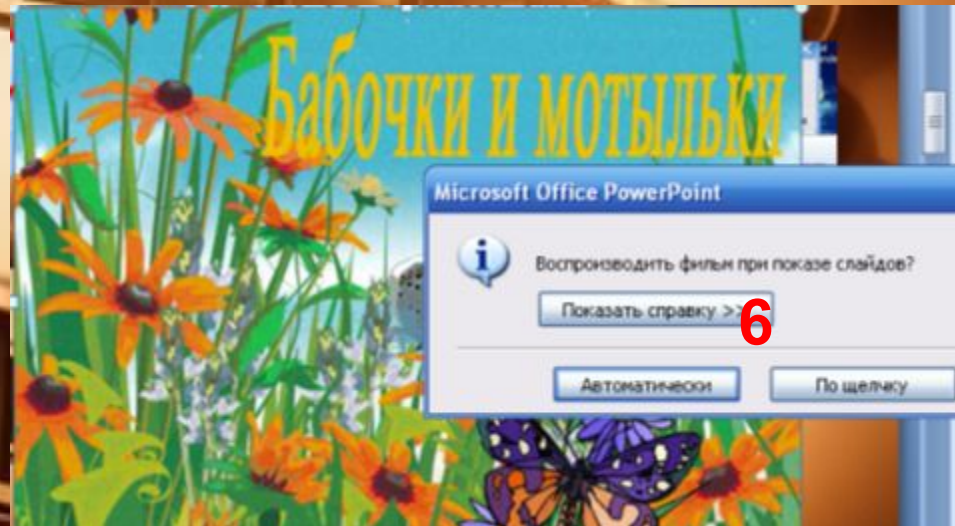 Бабочки и мотыльки
Microsoft Office PowerPoint
Воспроизводить фильм при показе слайдов?
Показать справку >>
6
Автоматически
По щелчку